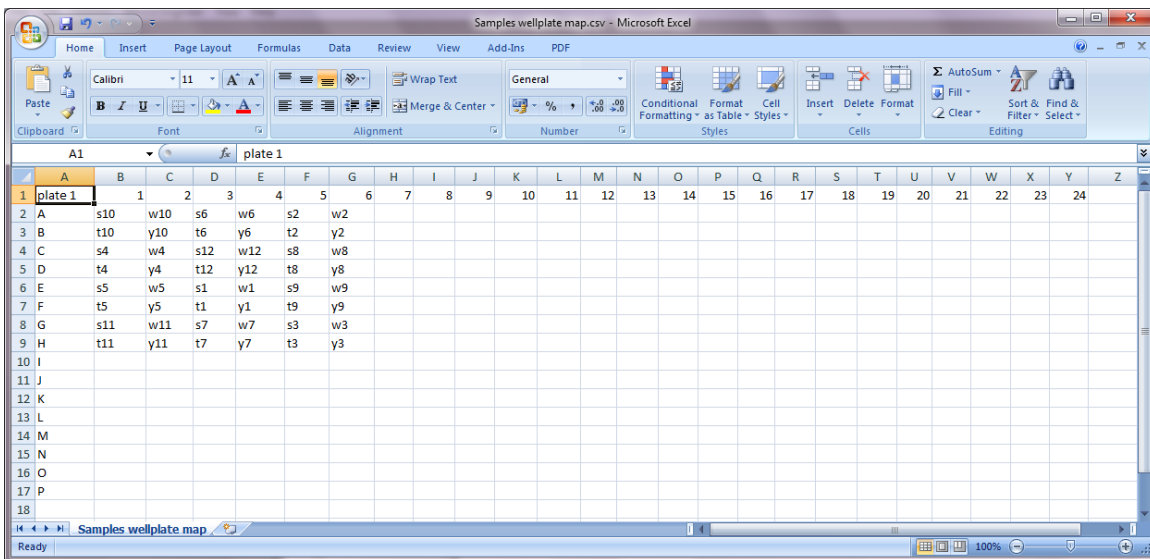 Samples wellplate map.csv - Microsoft Excel
Home Insert Page Layout Formulas Data Review View Add-Ins PDF
Paste
Calibri 11 A A
B I U A
Wrap Text
Merge & Center
General
% , .0 .00 .00 .0
Conditional Formatting Format as Table Cell Styles
Insert Delete Format
Σ AutoSum
Fill
Clear
Sort & Filter Find & Select
Clipboard Font Alignment Number Styles Cells Editing
A1 fx plate 1
A B C D E F G H I J K L M N O P Q R S T U V W X Y Z
1 plate 1 1 2 3 4 5 6 7 8 9 10 11 12 13 14 15 16 17 18 19 20 21 22 23 24
2 A s10 w10 s6 w6 s2 w2
3 B t10 y10 t6 y6 t2 y2
4 C s4 w4 s12 w12 s8 w8
5 D t4 y4 t12 y12 t8 y8
6 E s5 w5 s1 w1 s9 w9
7 F t5 y5 t1 y1 t9 y9
8 G s11 w11 s7 w7 s3 w3
9 H t11 y11 t7 y7 t3 y3
10 I
11 J
12 K
13 L
14 M
15 N
16 O
17 P
18
Samples wellplate map
Ready 100%